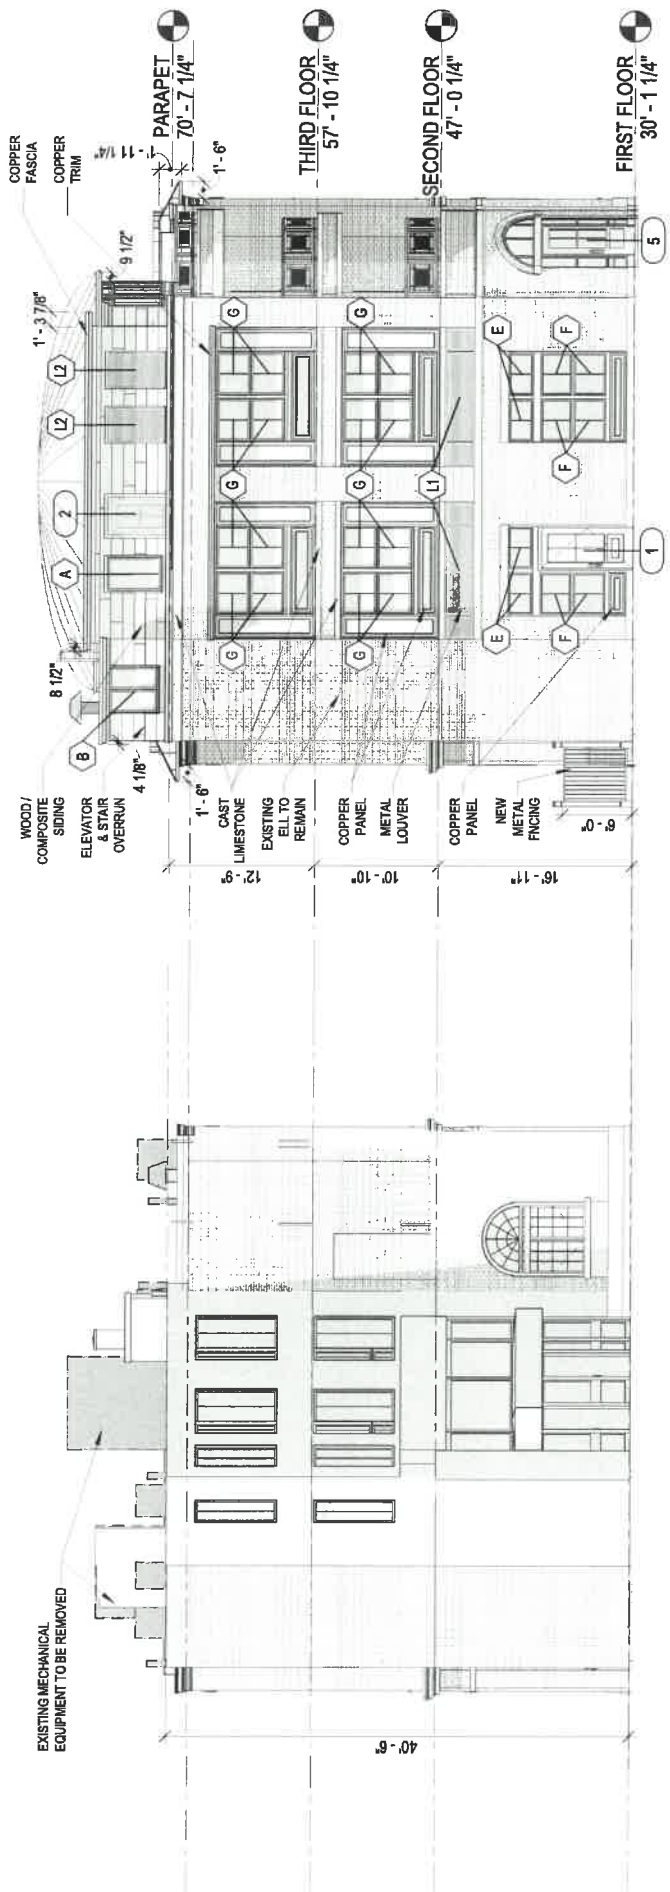 COPPER
FASCIA
COPPER
TRIM
PARAPET
70' - 7 1/4"
1' - 11 1/4"
1' - 6"
THIRD FLOOR
57' - 10 1/4"
SECOND FLOOR
47' - 0 1/4"
FIRST FLOOR
30' - 1 1/4"
9 1/2"
1' - 3 7/8"
L2
L2
2
A
B
8 1/2"
4 1/8"
1' - 6"
G
G
G
G
G
G
L1
E
F
F
E
F
5
1
WOOD/
COMPOSITE
SIDING
ELEVATOR
& STAIR
OVERRUN
CAST
LIMESTONE
EXISTING
ELL TO
REMAIN
COPPER
PANEL
METAL
LOUVER
COPPER
PANEL
NEW
METAL
FNCING
6' - 0"
12' - 9"
10' - 10"
16' - 11"
EXISTING MECHANICAL
EQUIPMENT TO BE REMOVED
40' - 6"